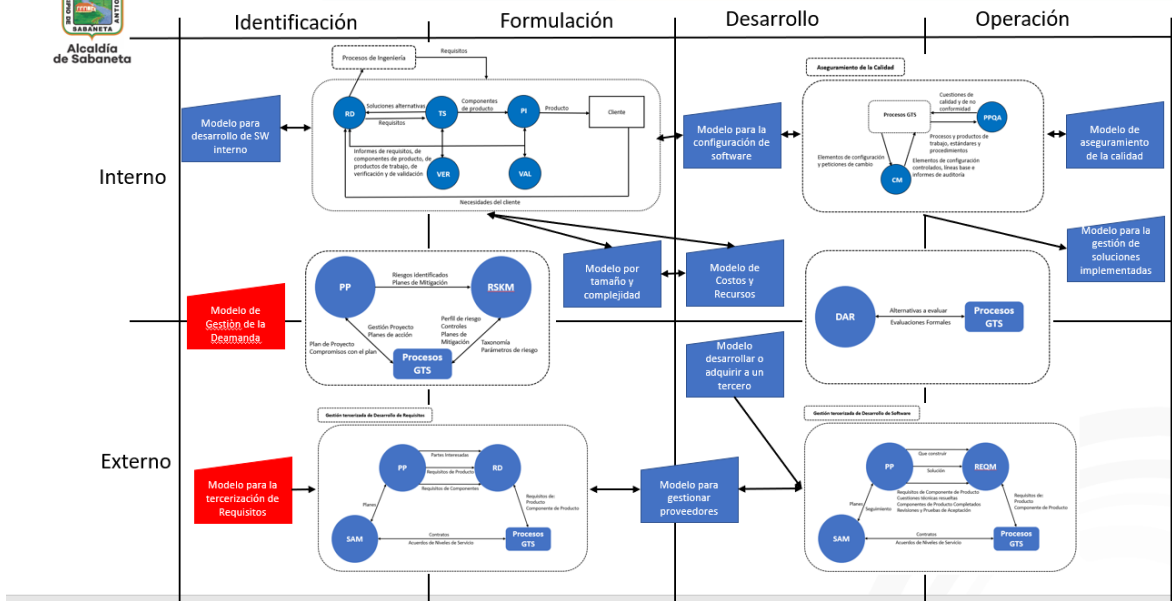 Identificación
Formulación
Desarrollo
Operación
SABANETA
Alcaldía
de Sabaneta
Interno
Externo
Modelo para
desarrollo de SW
interno
Procesos de Ingeniería
Requisitos
RD
Soluciones alternativas
Requisitos
TS
Componentes
de producto
PI
Producto
Cliente
Informes de requisitos, de
componentes de producto, de
productos de trabajo, de
verificación y de validación
VER
VAL
Necesidades del cliente
Modelo para la
configuración de
software
Aseguramiento de la Calidad
Procesos GTS
Cuestiones de
calidad y de no
conformidad
PPQA
Procesos y productos de
trabajo, estándares y
procedimientos
Elementos de configuración
y peticiones de cambio
Elementos de configuración
controlados, líneas base e
informes de auditoría
CM
Modelo de
aseguramiento
de la calidad
Modelo para la
gestión de
soluciones
implementadas
Modelo por
tamaño y
complejidad
Modelo de
Costos y
Recursos
Modelo de
Gestiòn de la
Deamanda
PP
Riesgos identificados
Planes de Mitigación
RSKM
Gestión Proyecto
Planes de acción
Perfil de riesgo
Controles
Planes de
Mitigación
Plan de Proyecto
Compromisos con el plan
Taxonomía
Parámetros de riesgo
Procesos
GTS
DAR
Alternativas a evaluar
Evaluaciones Formales
Procesos
GTS
Modelo
desarrollar o
adquirir a un
tercero
Gestión tercerizada de Desarrollo de Requisitos
Modelo para la
tercerización de
Requisitos
PP
Partes Interesadas
Requisitos de Producto
Requisitos de Componentes
RD
Planes
Requisitos de:
Producto
Componente de Producto
SAM
Contratos
Acuerdos de Niveles de Servicio
Procesos
GTS
Modelo para
gestionar
proveedores
Gestión tercerizada de Desarrollo de Software
PP
Que construir
Solución
REQM
Requisitos de Componente de Producto
Cuestiones técnicas resueltas
Componentes de Producto Completados
Revisiones y Pruebas de Aceptación
Planes
Seguimiento
Requisitos de:
Producto
Componente de Producto
SAM
Contratos
Acuerdos de Niveles de Servicio
Procesos
GTS